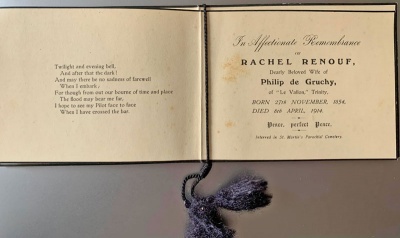 Twilight and evening bell,
And after that the dark!
And may there be no sadness of farewell
When I embark;
For though from out our bourne of time and place
The flood may bear me far,
I hope to see my Pilot face to face
When I have crossed the bar.
In Affectionate Remembrance
OF
RACHEL RENOUF,
Dearly Beloved Wife of
Philip de Gruchy,
of "La Vallon," Trinity,
BORN 27TH NOVEMBER, 1854,
DIED 6TH APRIL, 1914.
Peace, perfect Peace.
Interred in St. Martin's Parochial Cemetery.